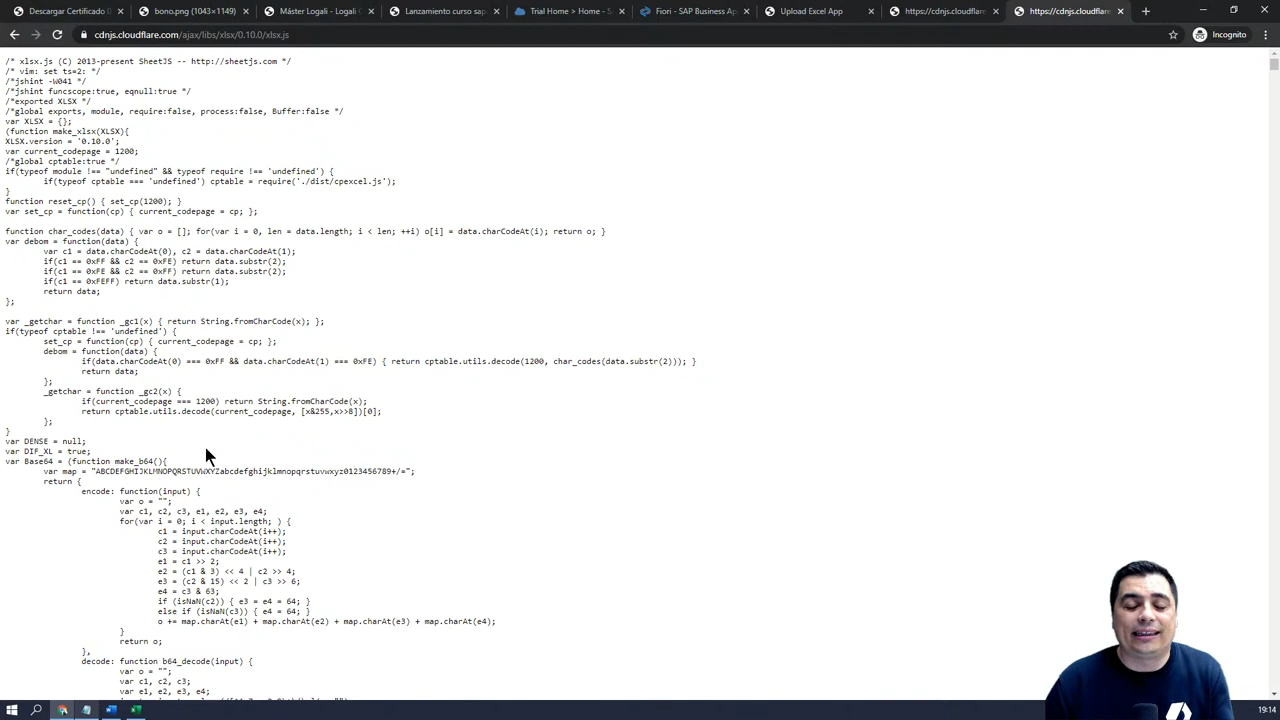 Descargar Certificado D
bono.png (1043×1149)
Máster Logali - Logali G
Lanzamiento curso sap
Trial Home > Home - S
Fiori - SAP Business Ap
Upload Excel App
https://cdnjs.cloudflare
https://cdnjs.cloudflare
cdnjs.cloudflare.com/ajax/libs/xlsx/0.10.0/xlsx.js
Incognito
/* xlsx.js (C) 2013-present SheetJS -- http://sheetjs.com */
/* vim: set ts=2: */
/*jshint -W041 */
/*jshint funcscope:true, eqnull:true */
/*exported XLSX */
/*global exports, module, require:false, process:false, Buffer:false */
var XLSX = {};
(function make_xlsx(XLSX){
XLSX.version = '0.10.0';
var current_codepage = 1200;
/*global cptable:true */
if(typeof module !== "undefined" && typeof require !== 'undefined') {
if(typeof cptable === 'undefined') cptable = require('./dist/cpexcel.js');
}
function reset_cp() { set_cp(1200); }
var set_cp = function(cp) { current_codepage = cp; };
function char_codes(data) { var o = []; for(var i = 0, len = data.length; i < len; ++i) o[i] = data.charCodeAt(i); return o; }
var debom = function(data) {
var c1 = data.charCodeAt(0), c2 = data.charCodeAt(1);
if(c1 == 0xFF && c2 == 0xFE) return data.substr(2);
if(c1 == 0xFE && c2 == 0xFF) return data.substr(2);
if(c1 == 0xFEFF) return data.substr(1);
return data;
};
var _getchar = function _gc1(x) { return String.fromCharCode(x); };
if(typeof cptable !== 'undefined') {
set_cp = function(cp) { current_codepage = cp; };
debom = function(data) {
if(data.charCodeAt(0) === 0xFF && data.charCodeAt(1) === 0xFE) { return cptable.utils.decode(1200, char_codes(data.substr(2))); }
return data;
};
_getchar = function _gc2(x) {
if(current_codepage === 1200) return String.fromCharCode(x);
return cptable.utils.decode(current_codepage, [x&255,x>>8])[0];
};
}
var DENSE = null;
var DIF_XL = true;
var Base64 = (function make_b64(){
var map = "ABCDEFGHIJKLMNOPQRSTUVWXYZabcdefghijklmnopqrstuvwxyz0123456789+/=";
return {
encode: function(input) {
var o = "";
var c1, c2, c3, e1, e2, e3, e4;
for(var i = 0; i < input.length; ) {
c1 = input.charCodeAt(i++);
c2 = input.charCodeAt(i++);
c3 = input.charCodeAt(i++);
e1 = c1 >> 2;
e2 = (c1 & 3) << 4 | c2 >> 4;
e3 = (c2 & 15) << 2 | c3 >> 6;
e4 = c3 & 63;
if (isNaN(c2)) { e3 = e4 = 64; }
else if (isNaN(c3)) { e4 = 64; }
o += map.charAt(e1) + map.charAt(e2) + map.charAt(e3) + map.charAt(e4);
}
return o;
},
decode: function b64_decode(input) {
var o = "";
var c1, c2, c3;
var e1, e2, e3, e4;
19:14